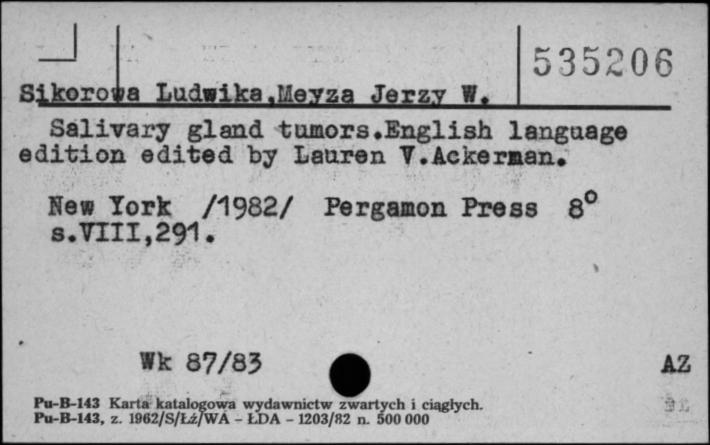 535206
Sikorowa Ludwika,Meyza Jerzy W.
Salivary gland tumors.English language
edition edited by Lauren V.Ackerman.
New York /1982/ Pergamon Press 8°
s.VIII,291.
Wk 87/83
AZ
Pu-B-143 Karta katalogowa wydawnictw zwartych i ciągłych.
Pu-B-143, z. 1962/S/Łź/WA - ŁDA - 1203/82 n. 500 000